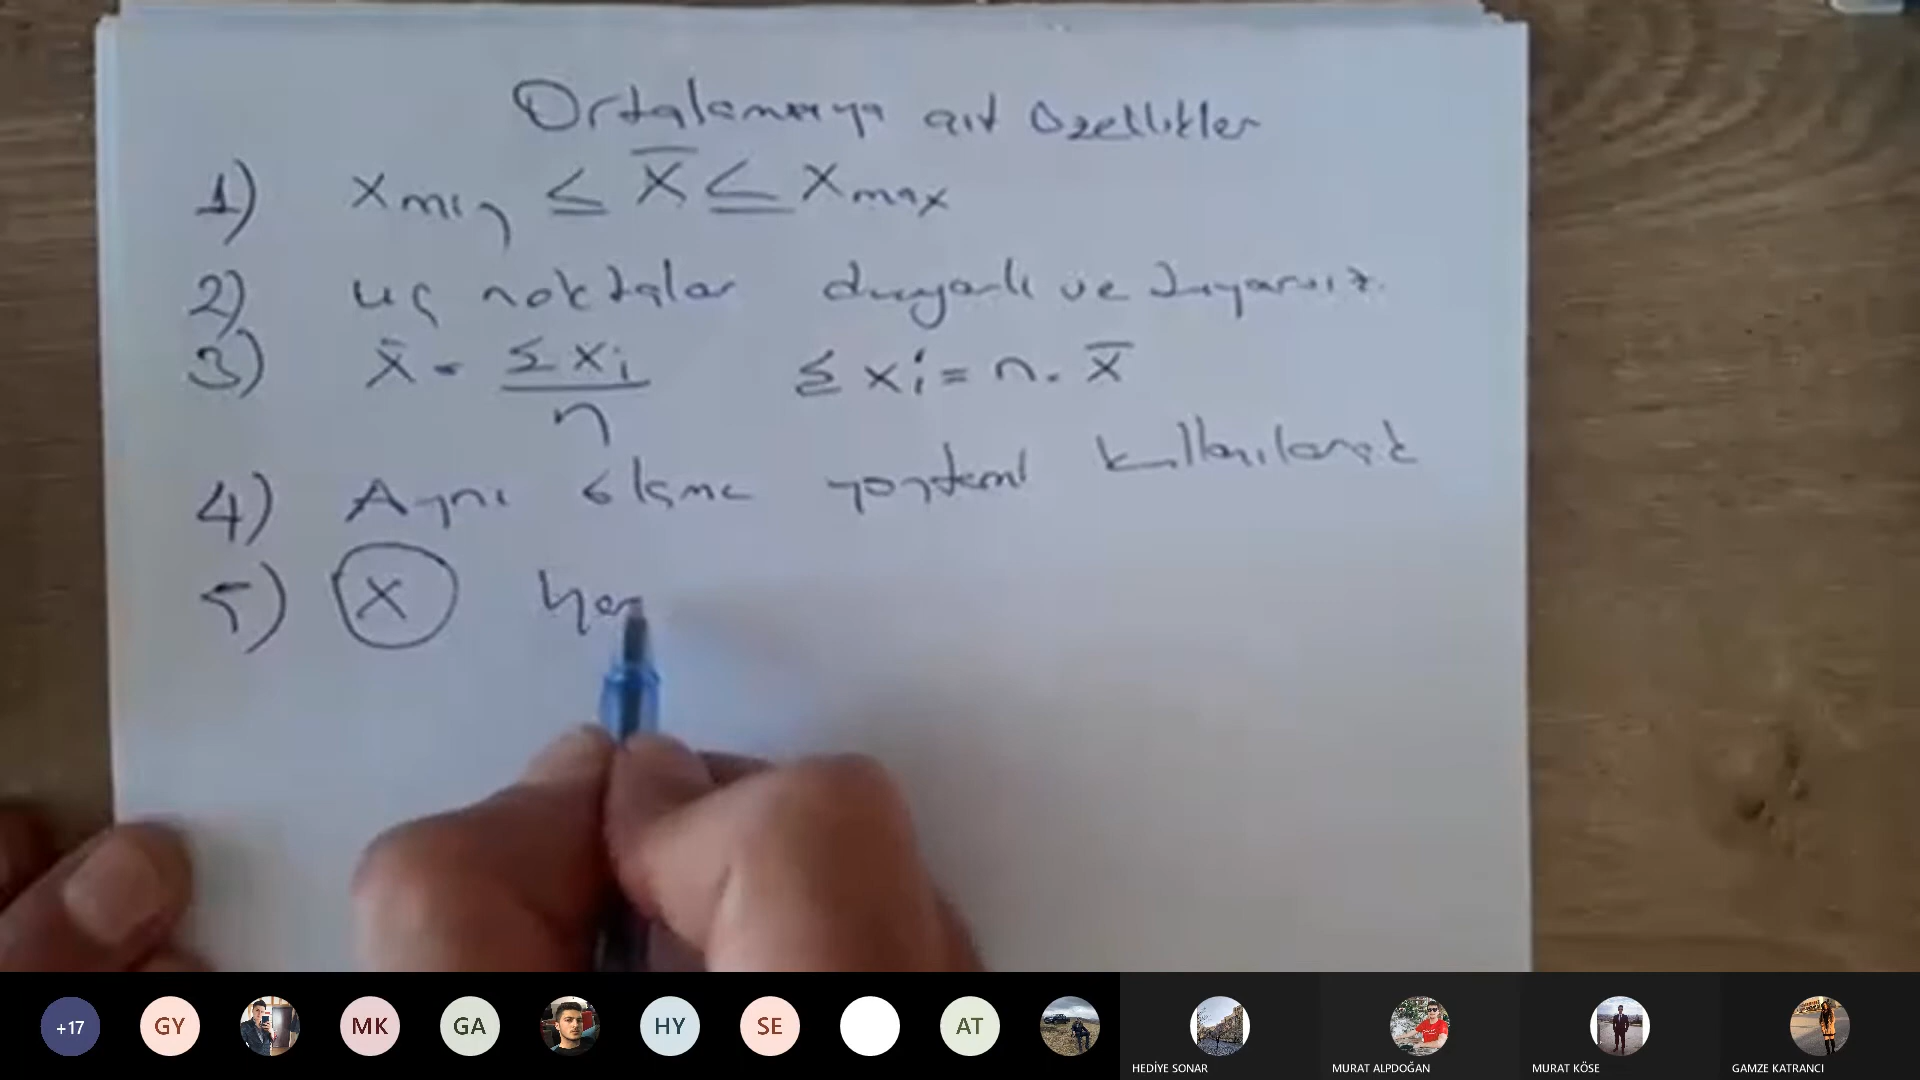 Ortalamaya ait özellikler
1) Xmin ≤ X̄ ≤ Xmax
2) uç noktalar duyarlı ve duyarsız.
3) x̄ = Σxi / n    Σxi = n . x̄
4) Aynı ölçme yöntemi kullanılarak
5) X
+17 GY MK GA HY SE AT
HEDİYE SONAR MURAT ALPDOĞAN MURAT KÖSE GAMZE KATRANCI